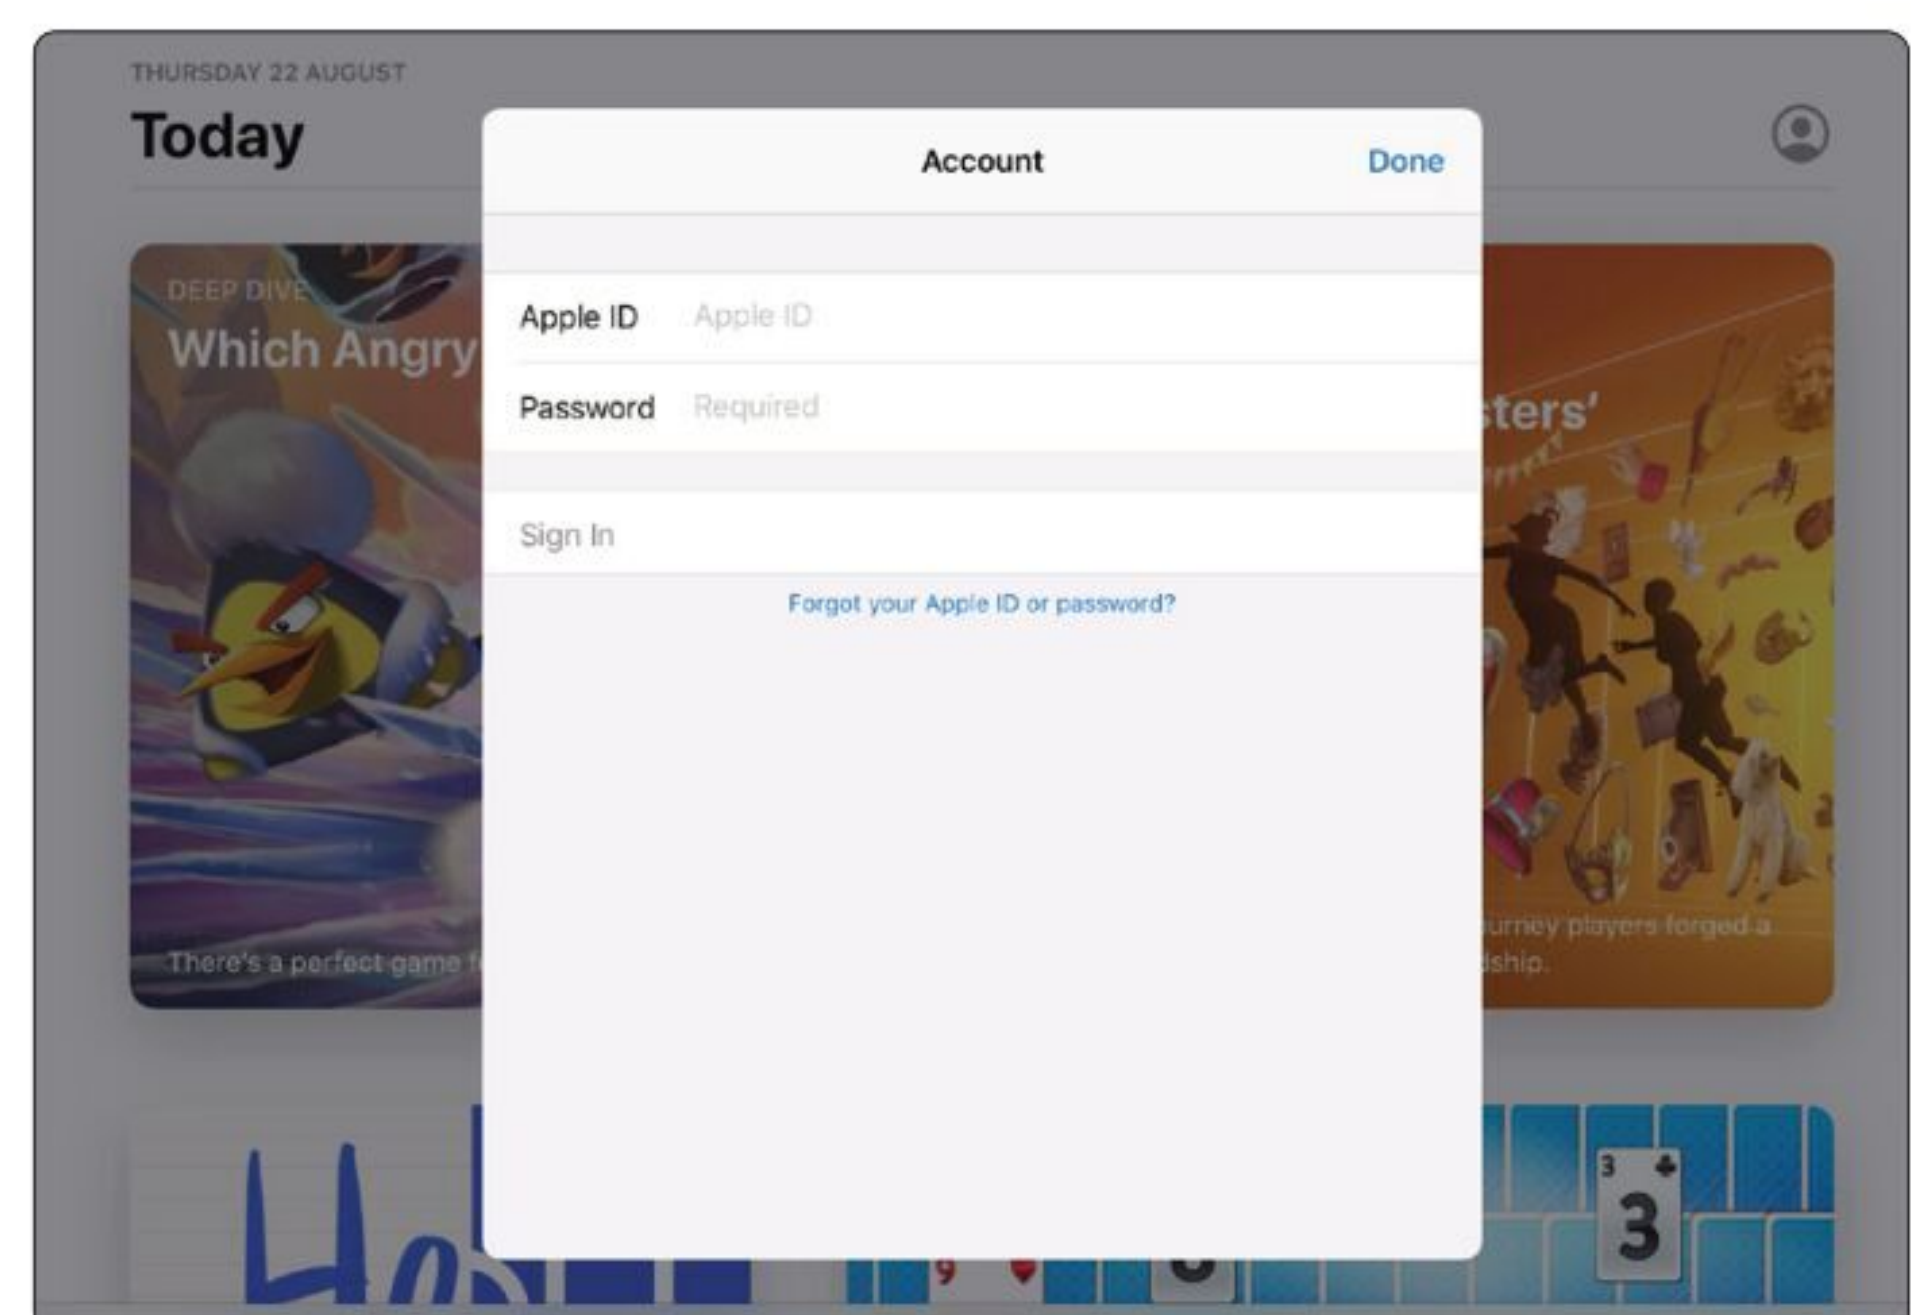 THURSDAY 22 AUGUST
Today
Account
Done
DEEP DIVE
Which Angry
Apple ID Apple ID
Password Required
sters'
Sign In
Forgot your Apple ID or password?
There's a perfect game f
urney players forged a
dship.
3
3
9